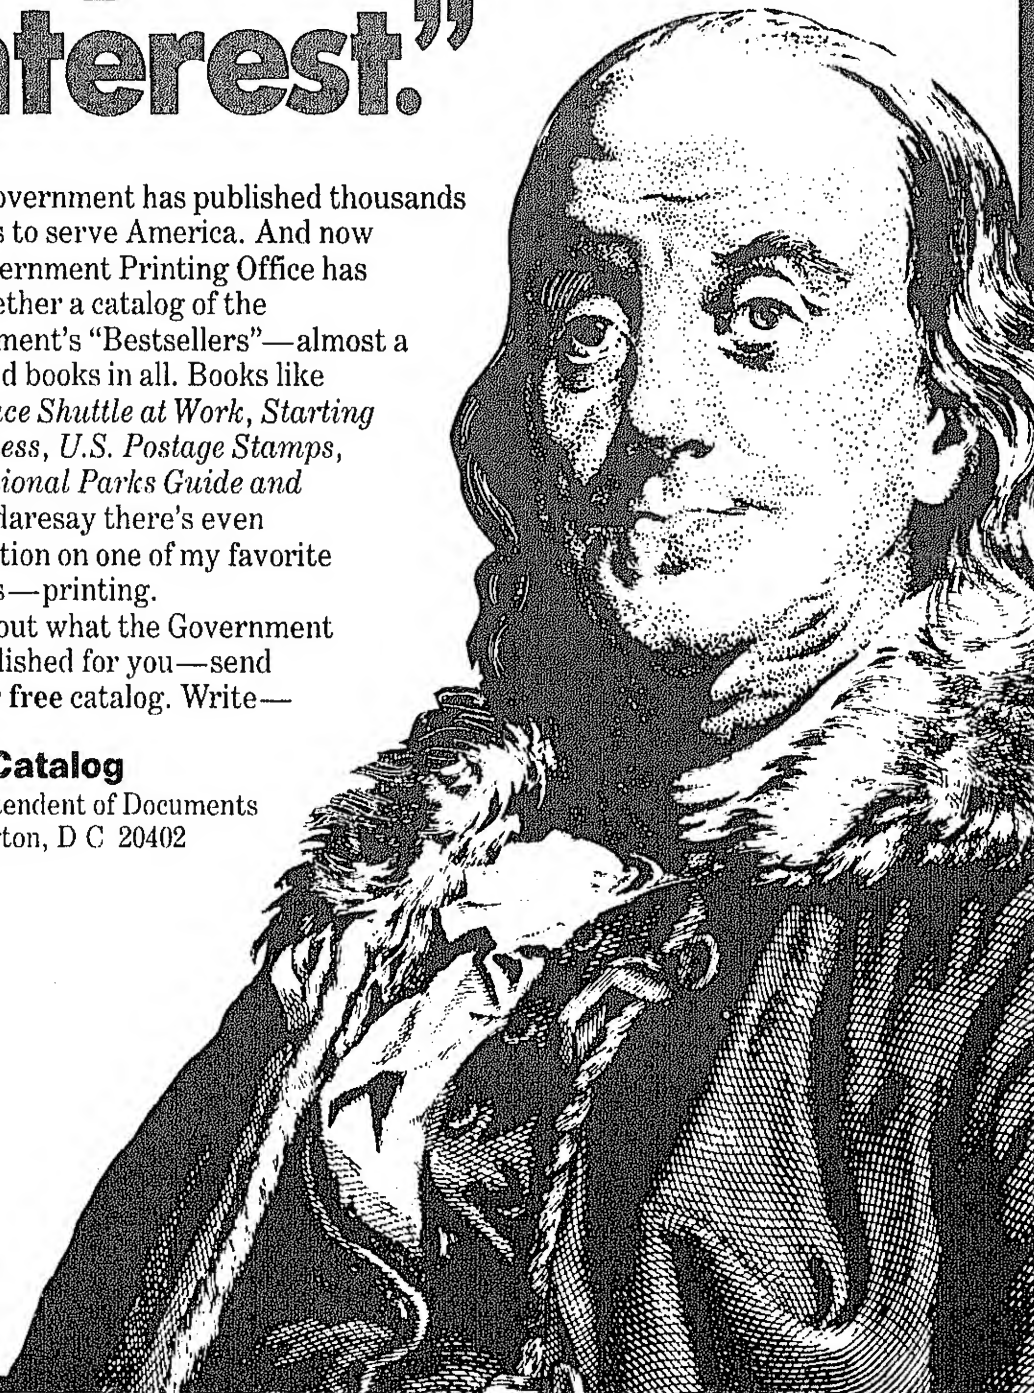 nterest.”
overnment has published thousands
s to serve America. And now
ernment Printing Office has
ether a catalog of the
ment's “Bestsellers”—almost a
d books in all. Books like
ce Shuttle at Work, Starting
ess, U.S. Postage Stamps,
ional Parks Guide and
daresay there's even
tion on one of my favorite
s—printing.
out what the Government
lished for you—send
r free catalog. Write—
Catalog
tendent of Documents
ton, D C 20402